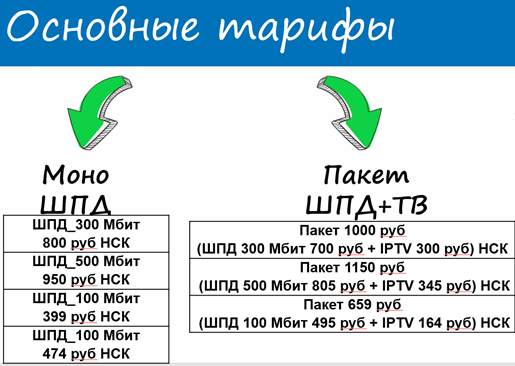 Основные тарифы
Моно
ШПД
ШПД_300 Мбит
800 руб НСК
ШПД_500 Мбит
950 руб НСК
ШПД_100 Мбит
399 руб НСК
ШПД_100 Мбит
474 руб НСК
Пакет
ШПД+ТВ
Пакет 1000 руб
(ШПД 300 Мбит 700 руб + IPTV 300 руб) НСК
Пакет 1150 руб
(ШПД 500 Мбит 805 руб + IPTV 345 руб) НСК
Пакет 659 руб
(ШПД 100 Мбит 495 руб + IPTV 164 руб) НСК